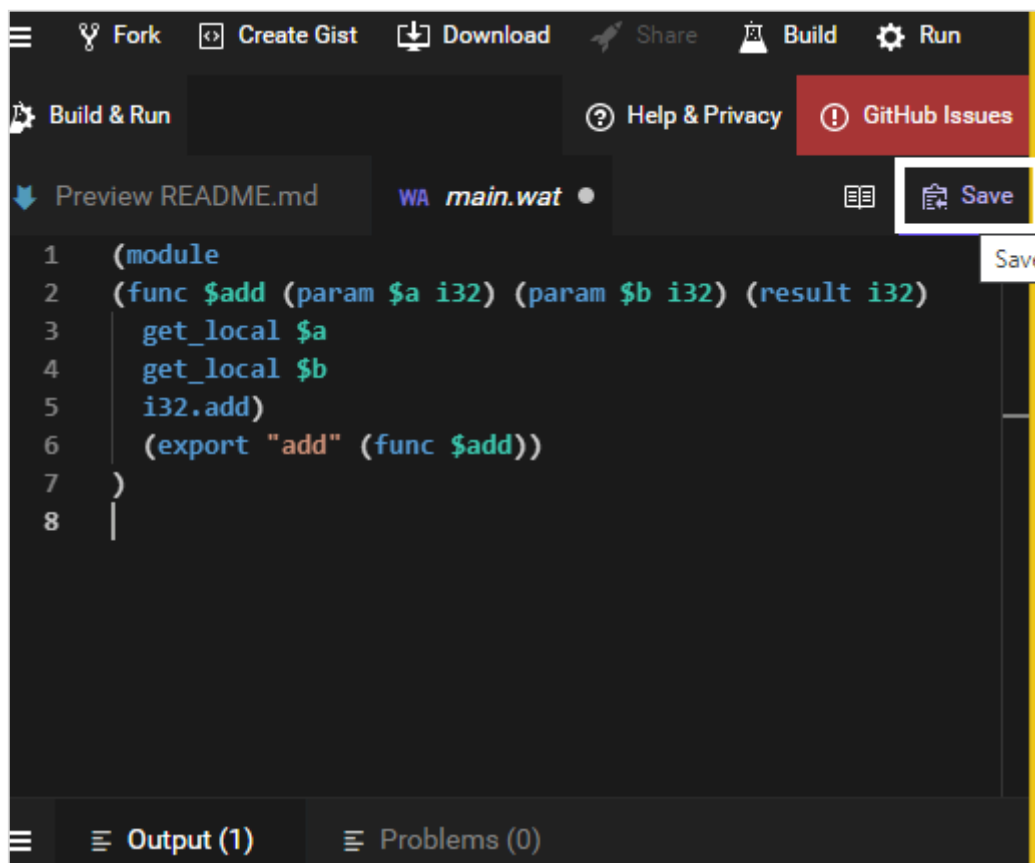 Fork Create Gist Download Share Build Run
Build & Run Help & Privacy GitHub Issues
Preview README.md WA main.wat Save
Save
1 (module
2 (func $add (param $a i32) (param $b i32) (result i32)
3 get_local $a
4 get_local $b
5 i32.add)
6 (export "add" (func $add))
7 )
8
Output (1) Problems (0)